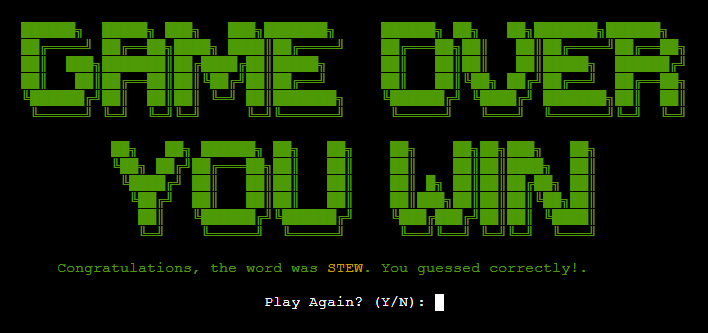 GAME OVER
YOU WIN
Congratulations, the word was STEW. You guessed correctly!.
Play Again? (Y/N):